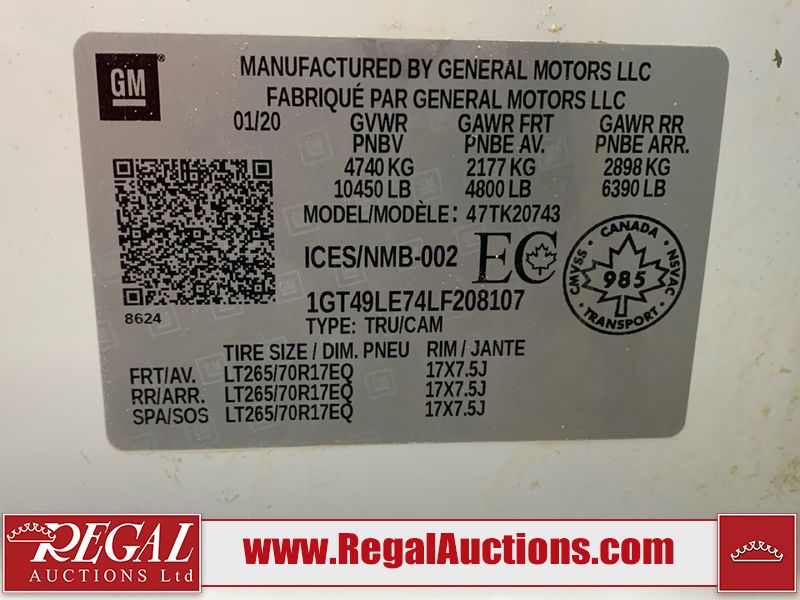 GM
MANUFACTURED BY GENERAL MOTORS LLC
FABRIQUÉ PAR GENERAL MOTORS LLC
01/20 GVWR GAWR FRT GAWR RR
PNBV PNBE AV. PNBE ARR.
4740 KG 2177 KG 2898 KG
10450 LB 4800 LB 6390 LB
MODEL/MODÈLE: 47TK20743
ICES/NMB-002 EC
CANADA
CMVSS 985 NSVAC
TRANSPORT
8624
1GT49LE74LF208107
TYPE: TRU/CAM
TIRE SIZE / DIM. PNEU RIM / JANTE
FRT/AV. LT265/70R17EQ 17X7.5J
RR/ARR. LT265/70R17EQ 17X7.5J
SPA/SOS LT265/70R17EQ 17X7.5J
REGAL
AUCTIONS Ltd
www.RegalAuctions.com